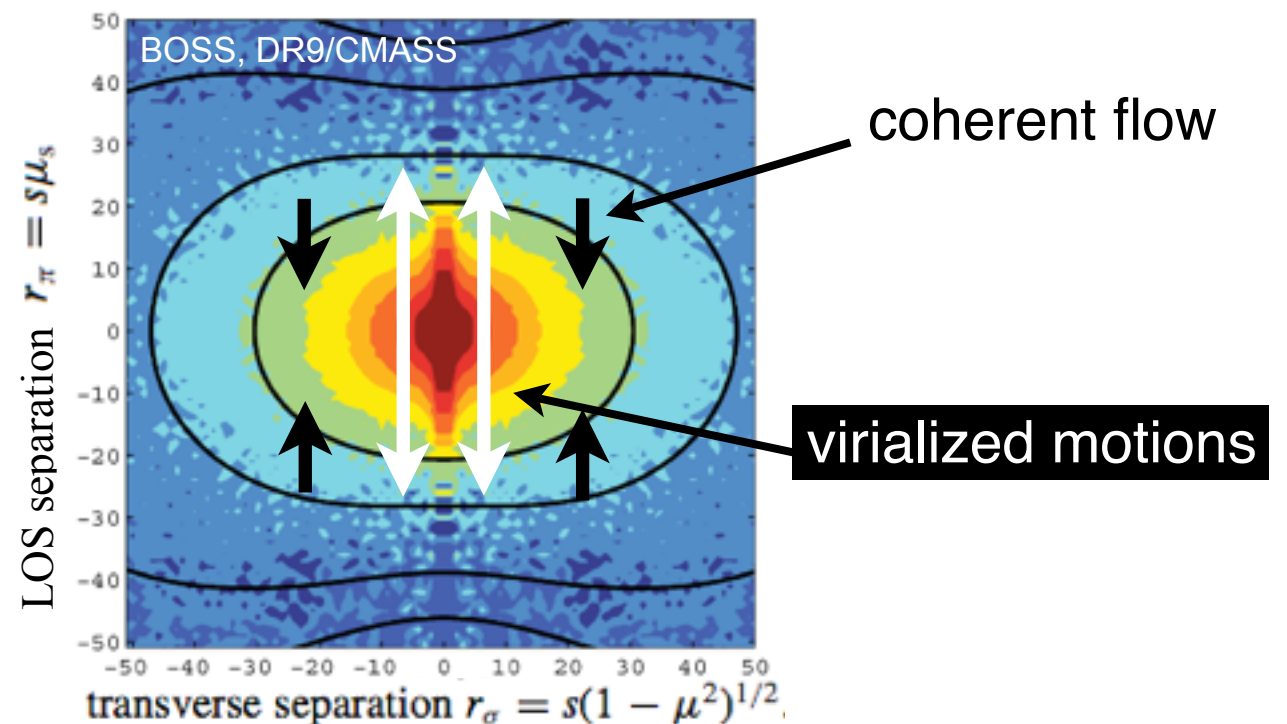 BOSS, DR9/CMASS
coherent flow
virialized motions
LOS separation r_π = sμ_s
50
40
30
20
10
0
-10
-20
-30
-40
-50
-50 -40 -30 -20 -10 0 10 20 30 40 50
transverse separation r_σ = s(1 − μ²)^{1/2}.